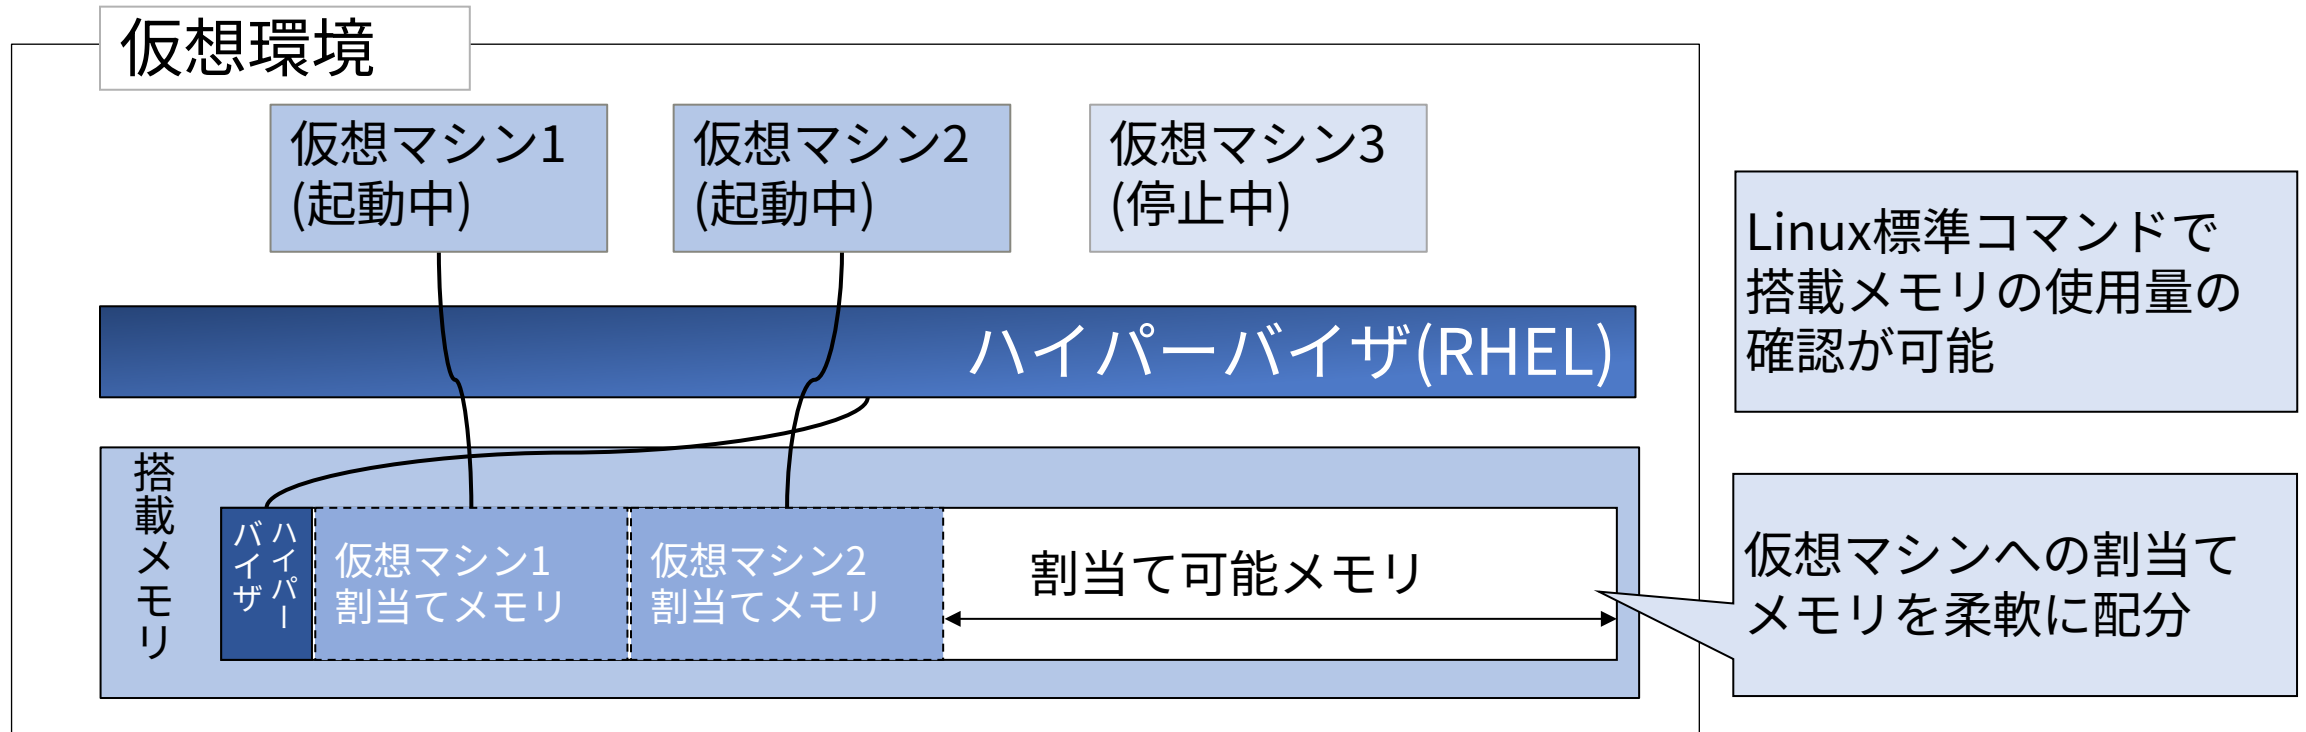 仮想環境
仮想マシン1
(起動中)
仮想マシン2
(起動中)
仮想マシン3
(停止中)
Linux標準コマンドで
搭載メモリの使用量の
確認が可能
ハイパーバイザ(RHEL)
搭載メモリ
ハイパー
バイザ
仮想マシン1
割当てメモリ
仮想マシン2
割当てメモリ
割当て可能メモリ
仮想マシンへの割当て
メモリを柔軟に配分